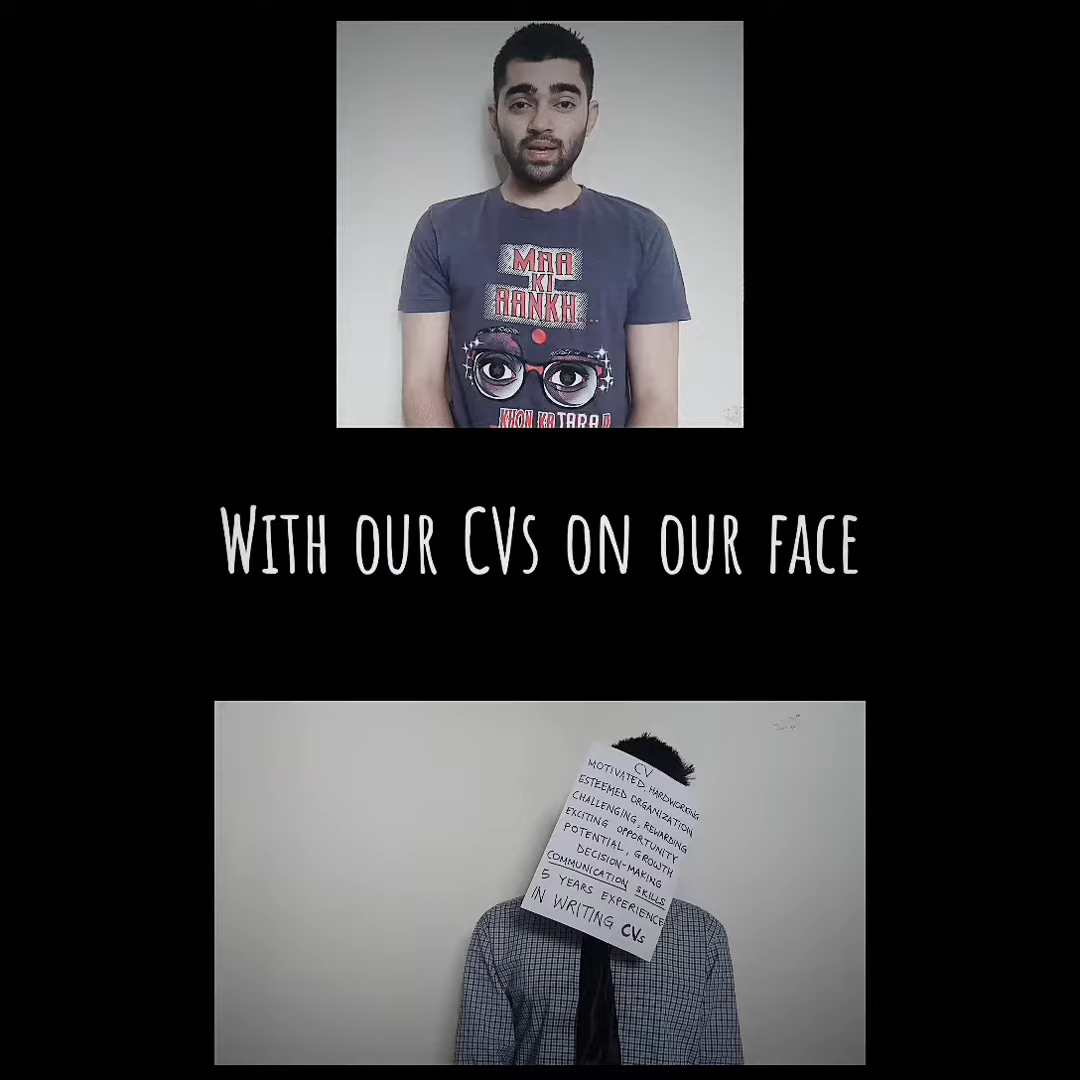 MAA
KI
AANKH....
With our CVs on our face
CV
MOTIVATED, HARDWORKING
ESTEEMED ORGANIZATION
CHALLENGING, REWARDING
EXCITING OPPORTUNITY
POTENTIAL, GROWTH
DECISION-MAKING
COMMUNICATION SKILLS
5 YEARS EXPERIENCE
IN WRITING CVs